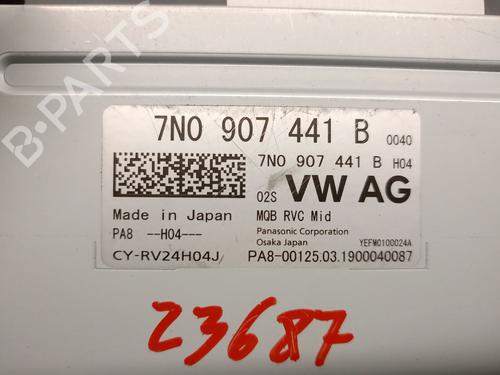 B-PARTS
7N0 907 441 B 0040
7N0 907 441 B H04
02S VW AG
Made in Japan MQB RVC Mid
PA8 --H04--- Panasonic Corporation
Osaka Japan YEFM0100024A
CY-RV24H04J PA8-00125.03.1900040087
23687